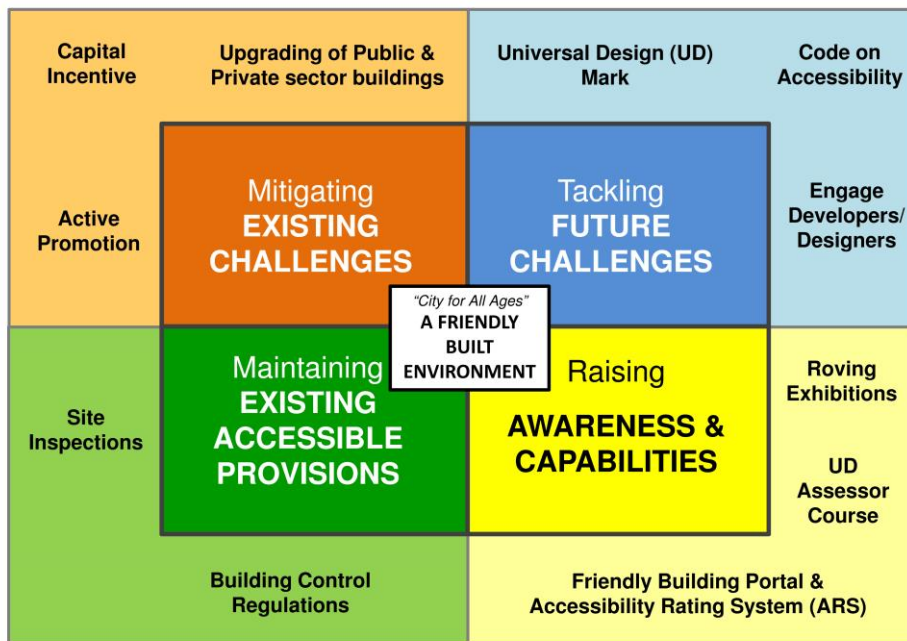 Capital
Incentive
Upgrading of Public &
Private sector buildings
Universal Design (UD)
Mark
Code on
Accessibility
Active
Promotion
Mitigating
EXISTING
CHALLENGES
Tackling
FUTURE
CHALLENGES
Engage
Developers/
Designers
"City for All Ages"
A FRIENDLY
BUILT
ENVIRONMENT
Site
Inspections
Maintaining
EXISTING
ACCESSIBLE
PROVISIONS
Raising
AWARENESS &
CAPABILITIES
Roving
Exhibitions
UD
Assessor
Course
Building Control
Regulations
Friendly Building Portal &
Accessibility Rating System (ARS)